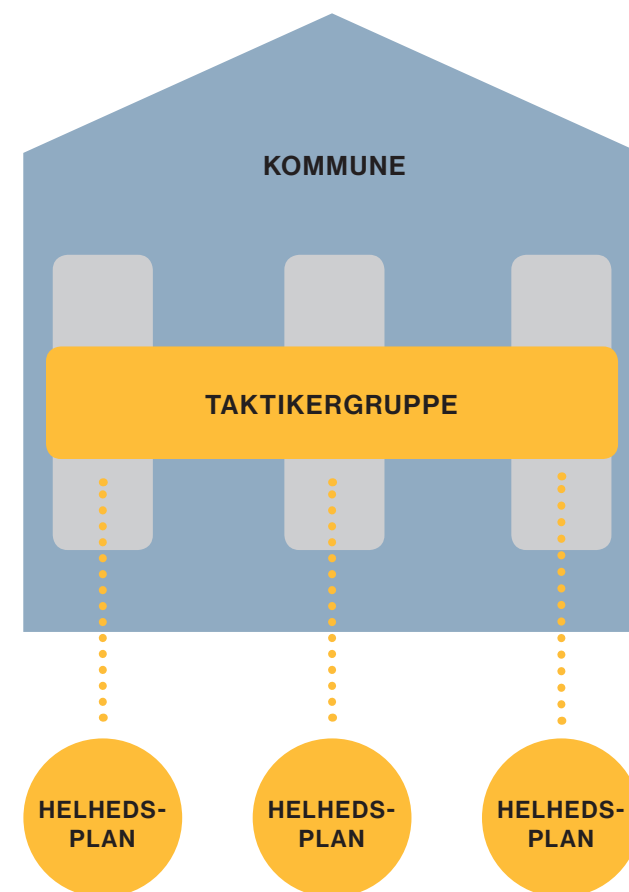 KOMMUNE
TAKTIKERGRUPPE
HELHEDS-
PLAN
HELHEDS-
PLAN
HELHEDS-
PLAN